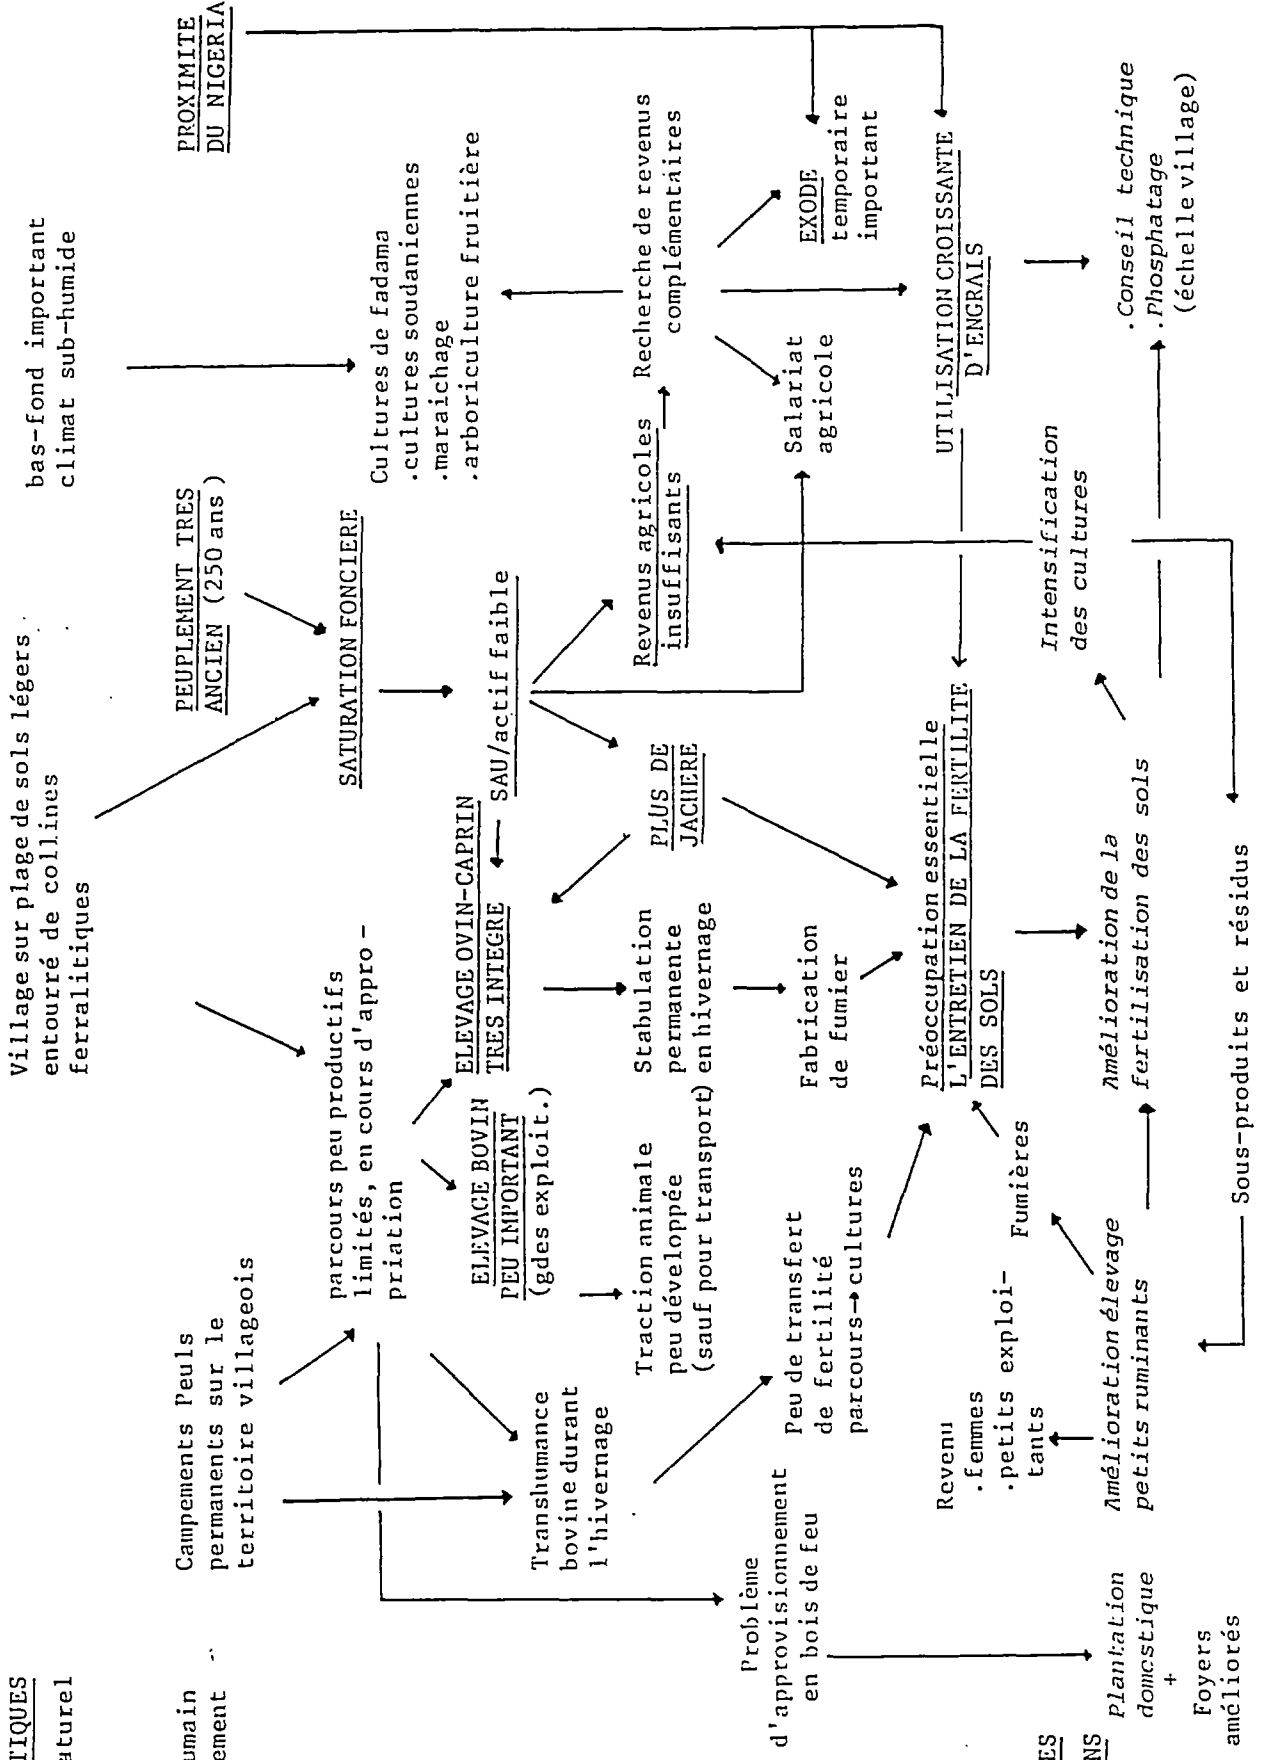 TIQUES
aturel
umain
ement
Village sur plage de sols légers
entourré de collines
ferralitiques
bas-fond important
climat sub-humide
Campements Peuls
permanents sur le
territoire villageois
PEUPLEMENT TRES
ANCIEN (250 ans)
PROXIMITE
DU NIGERIA
parcours peu productifs
limités, en cours d'appro-
priation
SATURATION FONCIERE
Cultures de fadama
.cultures soudaniennes
.maraichage
.arboriculture fruitière
ELEVAGE BOVIN
PEU IMPORTANT
(gdes exploit.)
ELEVAGE OVIN-CAPRIN
TRES INTEGRE
SAU/actif faible
Transhumance
bovine durant
l'hivernage
Traction animale
peu développée
(sauf pour transport)
Stabulation
permanente
en hivernage
PLUS DE
JACHERE
Revenus agricoles
insuffisants
Recherche de revenus
complémentaires
Problème
d'approvisionnement
en bois de feu
Peu de transfert
de fertilité
parcours→cultures
Fabrication
de fumier
Salariat
agricole
EXODE
temporaire
important
Revenu
.femmes
.petits exploi-
tants
Fumières
Préoccupation essentielle
L'ENTRETIEN DE LA FERTILITE
DES SOLS
UTILISATION CROISSANTE
D'ENGRAIS
ES
NS
Plantation
domestique
+
Foyers
améliorés
Amélioration élevage
petits ruminants
Amélioration de la
fertilisation des sols
Intensification
des cultures
.Conseil technique
.Phosphatage
(échelle village)
Sous-produits et résidus